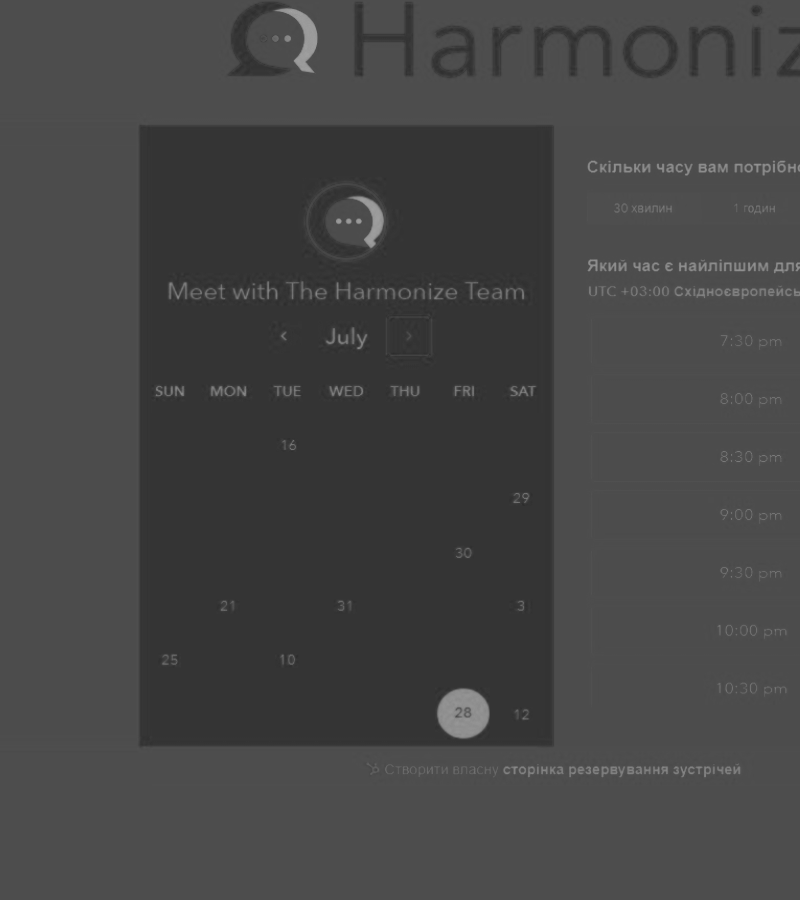 Harmoniz
Meet with The Harmonize Team
July
SUN MON TUE WED THU FRI SAT
16
29
30
21 31 3
25 10
28 12
Скільки часу вам потрібно
30 хвилин 1 годин
Який час є найліпшим для
UTC +03:00 Східноєвропейсь
7:30 pm
8:00 pm
8:30 pm
9:00 pm
9:30 pm
10:00 pm
10:30 pm
Створити власну сторінка резервування зустрічей